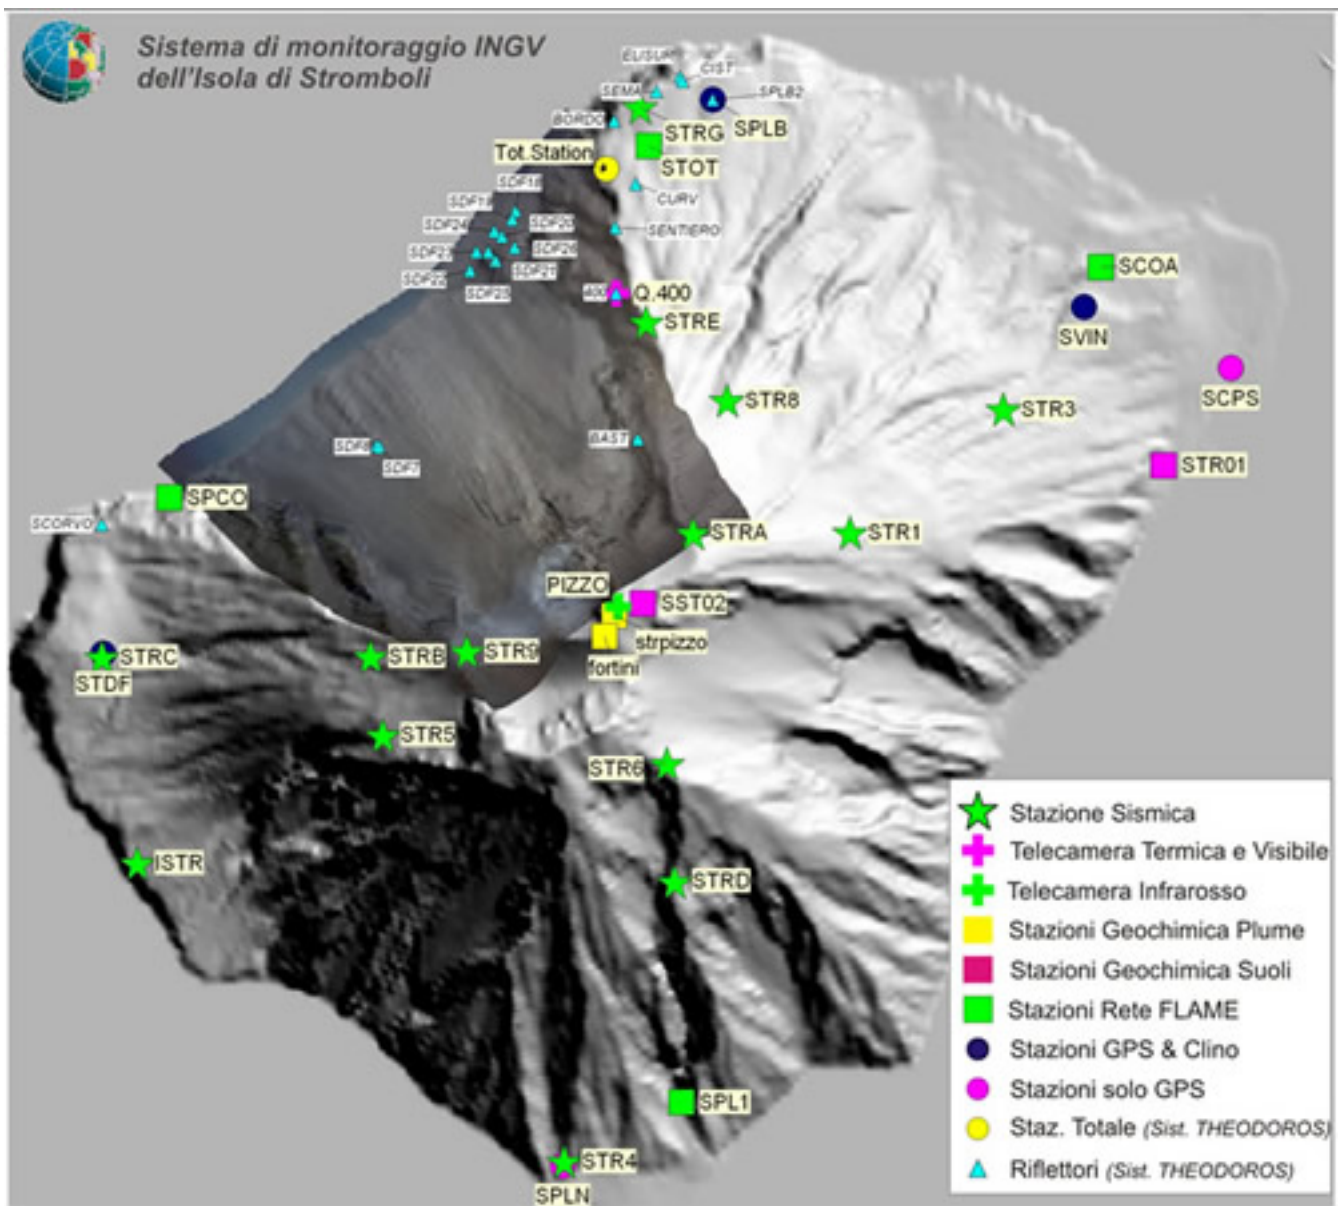 Sistema di monitoraggio INGV
dell'Isola di Stromboli
ELISUP
CIST
SEMA
SPLB2
BORDO
STRG
SPLB
Tot.Station
STOT
SDF18
CURV
SDF19
SDF24
SDF20
SENTIERO
SDF26
SDF22
SDF21
SDF23
400
Q.400
SCOA
STRE
SVIN
SCPS
STR8
STR3
SDF6
BAST
SDF7
STR01
SPCO
SCORVO
STRA
STR1
PIZZO
SST02
strpizzo
fortini
STRC
STDF
STRB
STR9
STR5
STR6
ISTR
STRD
SPL1
STR4
SPLN
Stazione Sismica
Telecamera Termica e Visibile
Telecamera Infrarosso
Stazioni Geochimica Plume
Stazioni Geochimica Suoli
Stazioni Rete FLAME
Stazioni GPS & Clino
Stazioni solo GPS
Staz. Totale (Sist. THEODOROS)
Riflettori (Sist. THEODOROS)